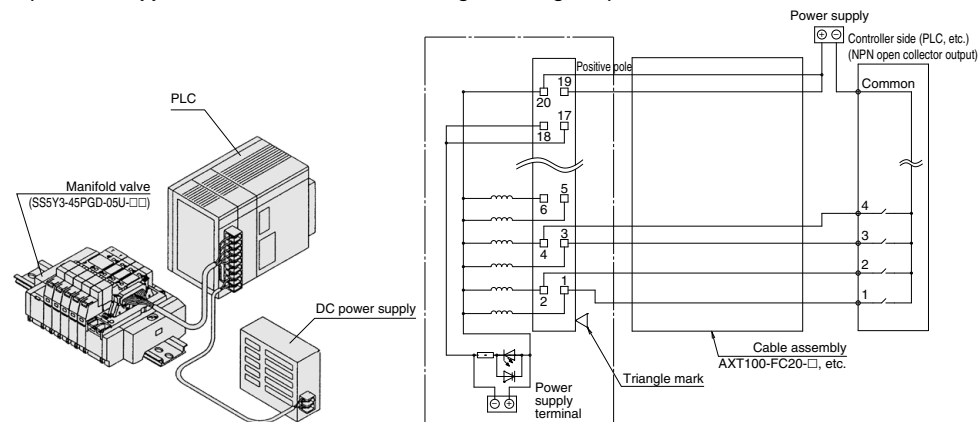 PLC
Manifold valve
(SS5Y3-45PGD-05U-□□)
DC power supply
Power supply
Controller side (PLC, etc.)
(NPN open collector output)
Positive pole
Common
19
20
17
18
5
6
3
4
1
2
4
3
2
1
Cable assembly
AXT100-FC20-□, etc.
Triangle mark
Power
supply
terminal